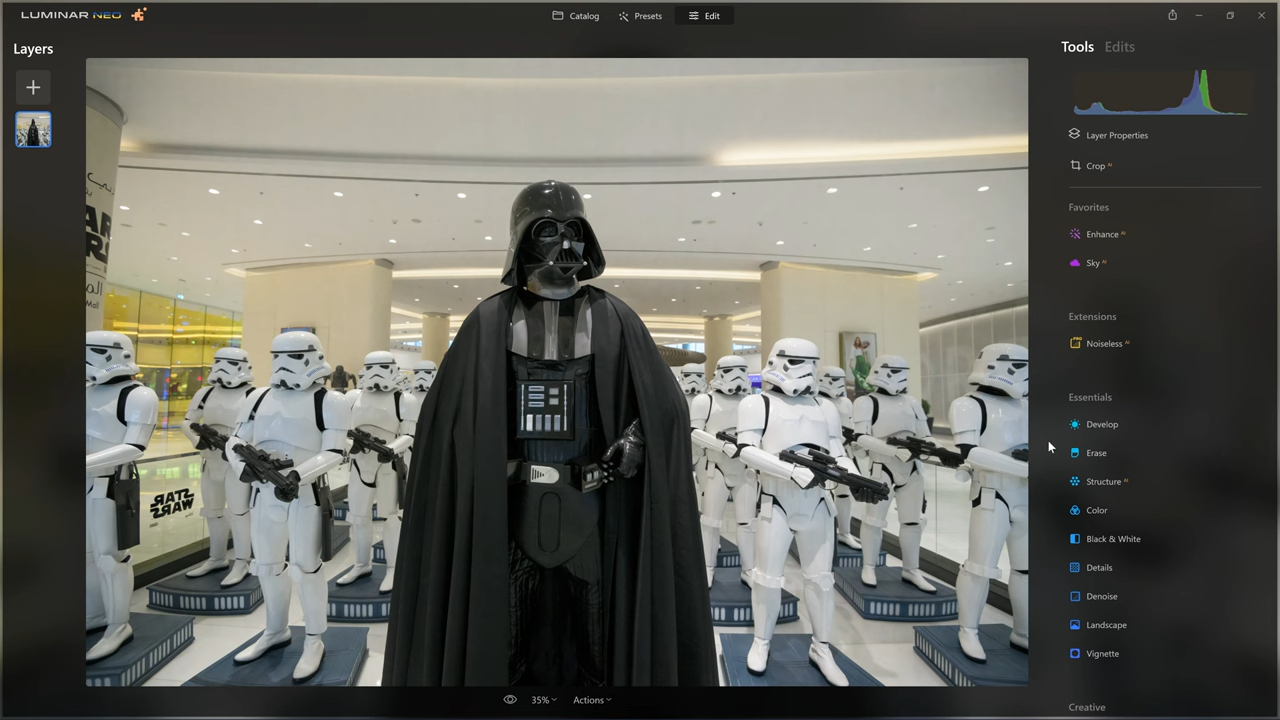 LUMINAR NEO
Catalog
Presets
Edit
Layers
Tools
Edits
Layer Properties
Crop AI
Favorites
Enhance AI
Sky AI
Extensions
Noiseless AI
Essentials
Develop
Erase
Structure AI
Color
Black & White
Details
Denoise
Landscape
Vignette
Creative
35%
Actions
STAR
WARS